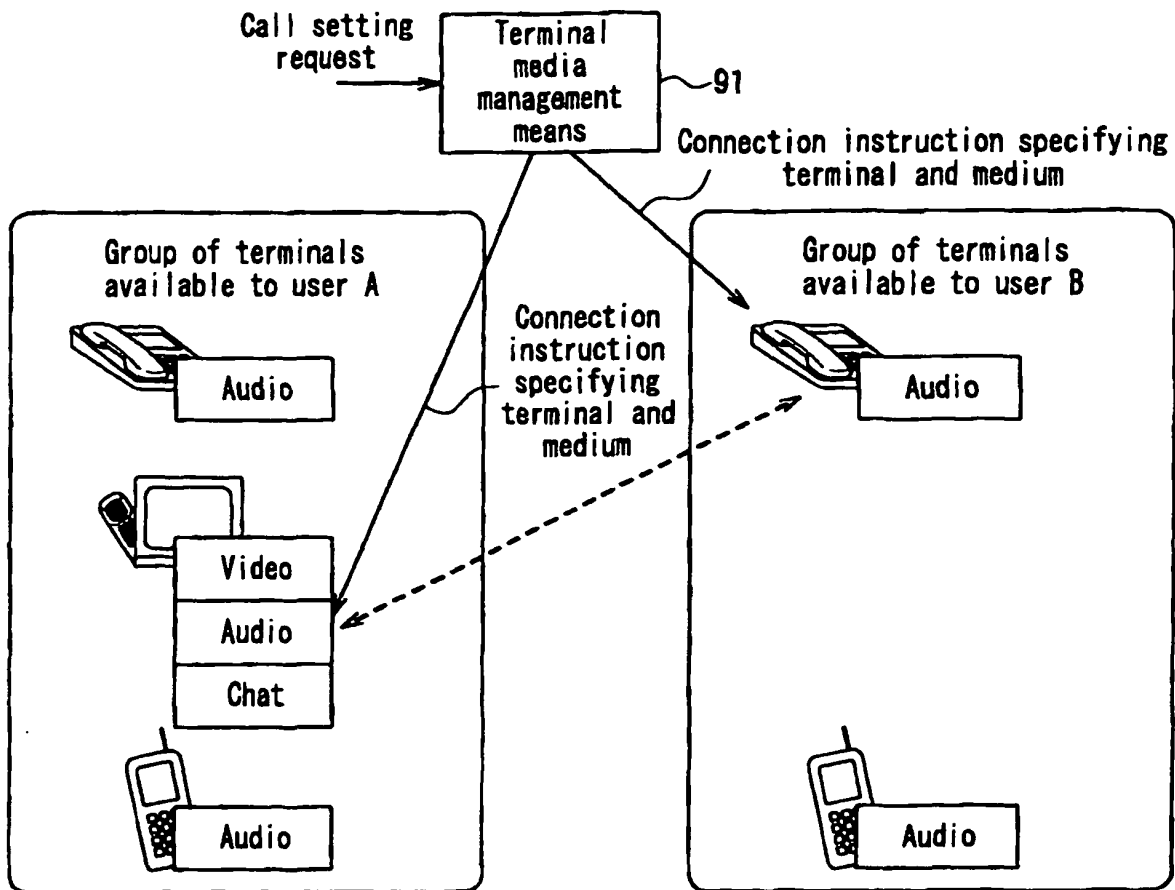 Call setting
request
Terminal
media
management
means
91
Connection instruction specifying
terminal and medium
Group of terminals
available to user A
Group of terminals
available to user B
Connection
instruction
specifying
terminal and
medium
Audio
Audio
Video
Audio
Chat
Audio
Audio